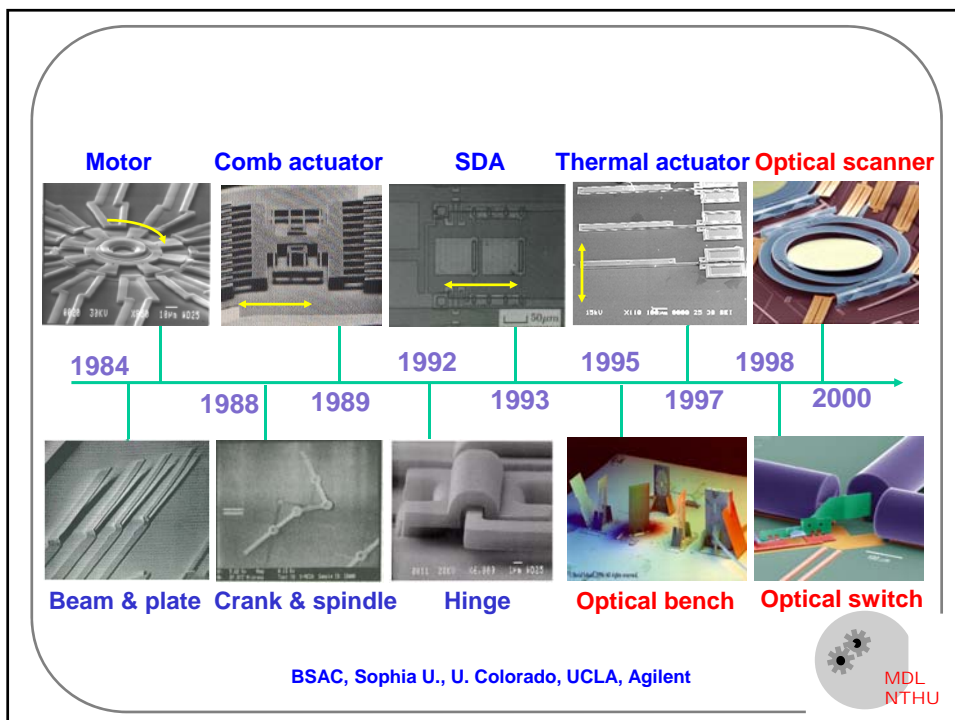 Motor Comb actuator SDA Thermal actuator Optical scanner
50μm
1984 1992 1995 1998
1988 1989 1993 1997 2000
Beam & plate Crank & spindle Hinge Optical bench Optical switch
BSAC, Sophia U., U. Colorado, UCLA, Agilent
MDL
NTHU